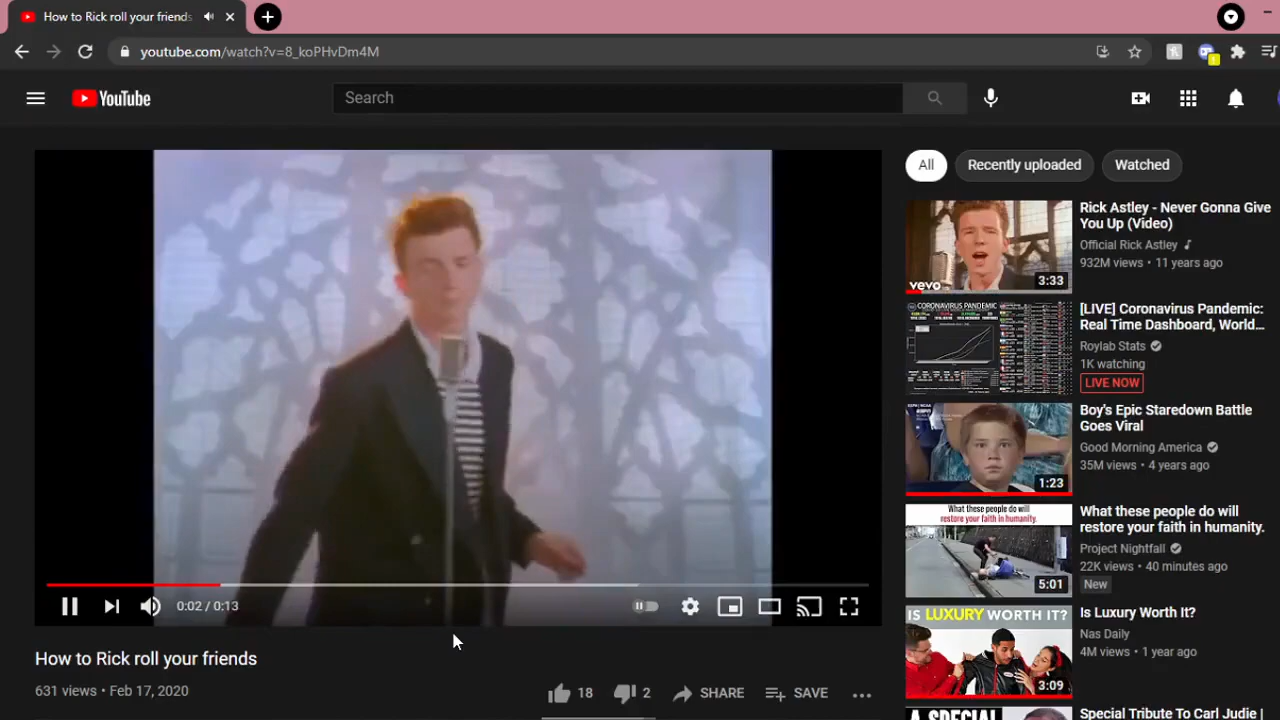 How to Rick roll your friends
youtube.com/watch?v=8_koPHvDm4M
YouTube
Search
0:02 / 0:13
How to Rick roll your friends
631 views • Feb 17, 2020
18
2
SHARE
SAVE
All
Recently uploaded
Watched
vevo
3:33
Rick Astley - Never Gonna Give
You Up (Video)
Official Rick Astley
932M views • 11 years ago
CORONAVIRUS PANDEMIC
[LIVE] Coronavirus Pandemic:
Real Time Dashboard, World...
Roylab Stats
1K watching
LIVE NOW
1:23
Boy's Epic Staredown Battle
Goes Viral
Good Morning America
35M views • 4 years ago
What these people do will
restore your faith in humanity.
5:01
What these people do will
restore your faith in humanity.
Project Nightfall
22K views • 40 minutes ago
New
IS LUXURY WORTH IT?
3:09
Is Luxury Worth It?
Nas Daily
4M views • 1 year ago
A SPECIAL
Special Tribute To Carl Judie |